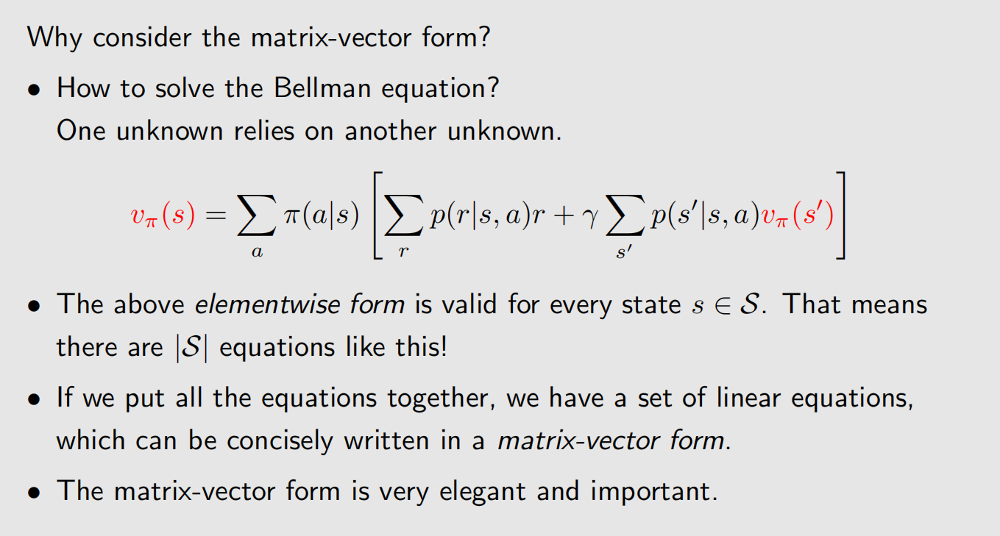 Why consider the matrix-vector form?
• How to solve the Bellman equation?
One unknown relies on another unknown.
$v_\pi(s) = \sum_a \pi(a|s) \left[ \sum_r p(r|s,a)r + \gamma \sum_{s'} p(s'|s,a)v_\pi(s') \right]$
• The above elementwise form is valid for every state $s \in \mathcal{S}$. That means
there are $|\mathcal{S}|$ equations like this!
• If we put all the equations together, we have a set of linear equations,
which can be concisely written in a matrix-vector form.
• The matrix-vector form is very elegant and important.